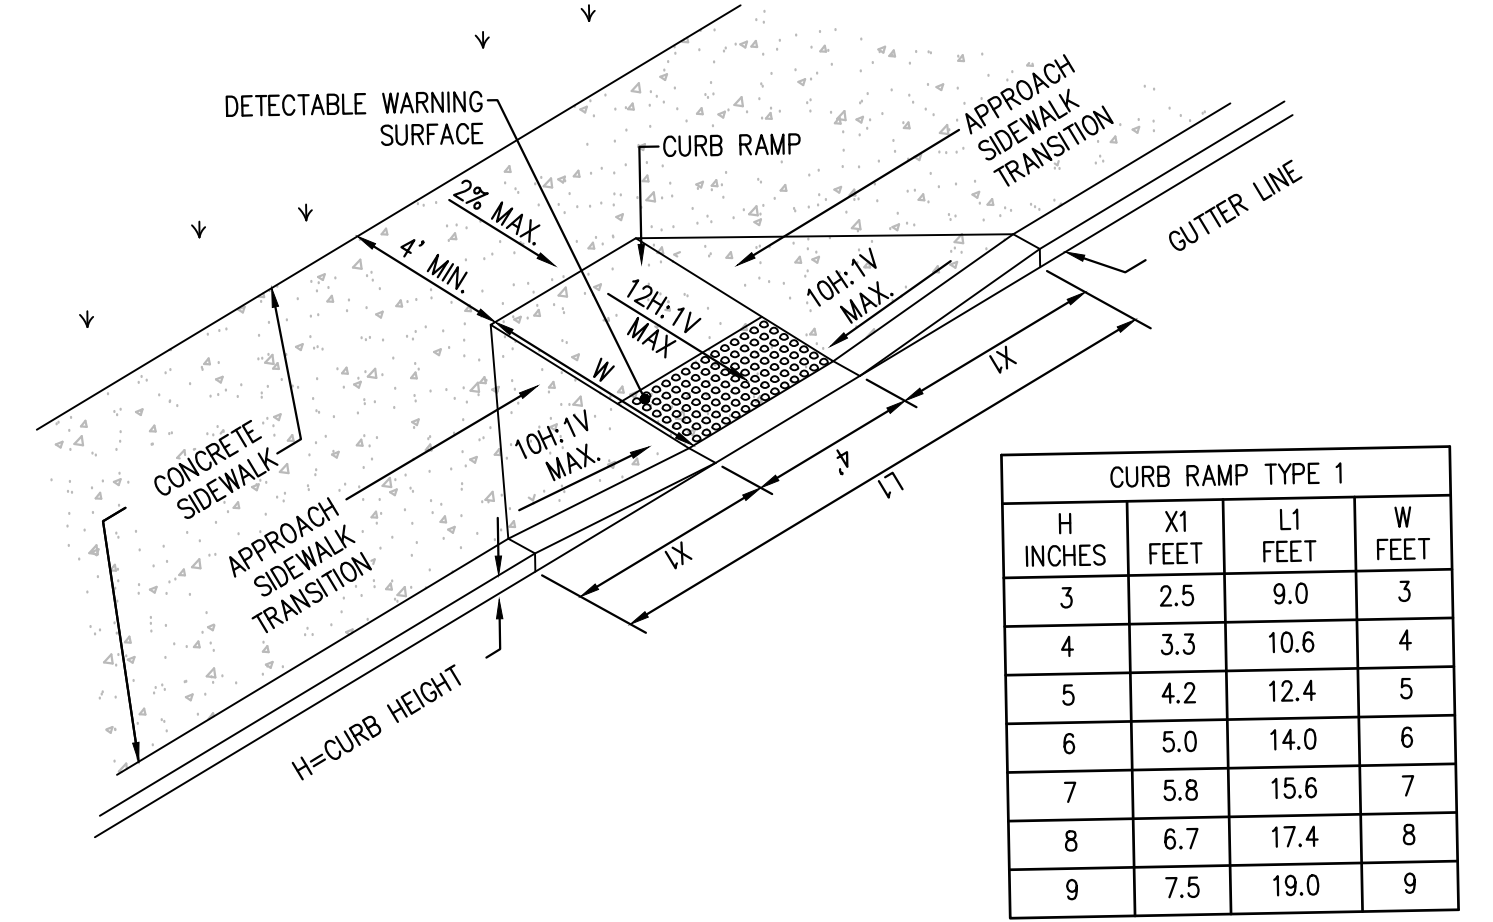 DETECTABLE WARNING
SURFACE
CURB RAMP
APPROACH
SIDEWALK
TRANSITION
2% MAX.
4' MIN.
GUTTER LINE
12H:1V
MAX
10H:1V
MAX.
W
10H:1V
MAX.
X1
4'
L1
X1
CONCRETE
SIDEWALK
APPROACH
SIDEWALK
TRANSITION
H=CURB HEIGHT
CURB RAMP TYPE 1
H INCHES X1 FEET L1 FEET W FEET
3 2.5 9.0 3
4 3.3 10.6 4
5 4.2 12.4 5
6 5.0 14.0 6
7 5.8 15.6 7
8 6.7 17.4 8
9 7.5 19.0 9